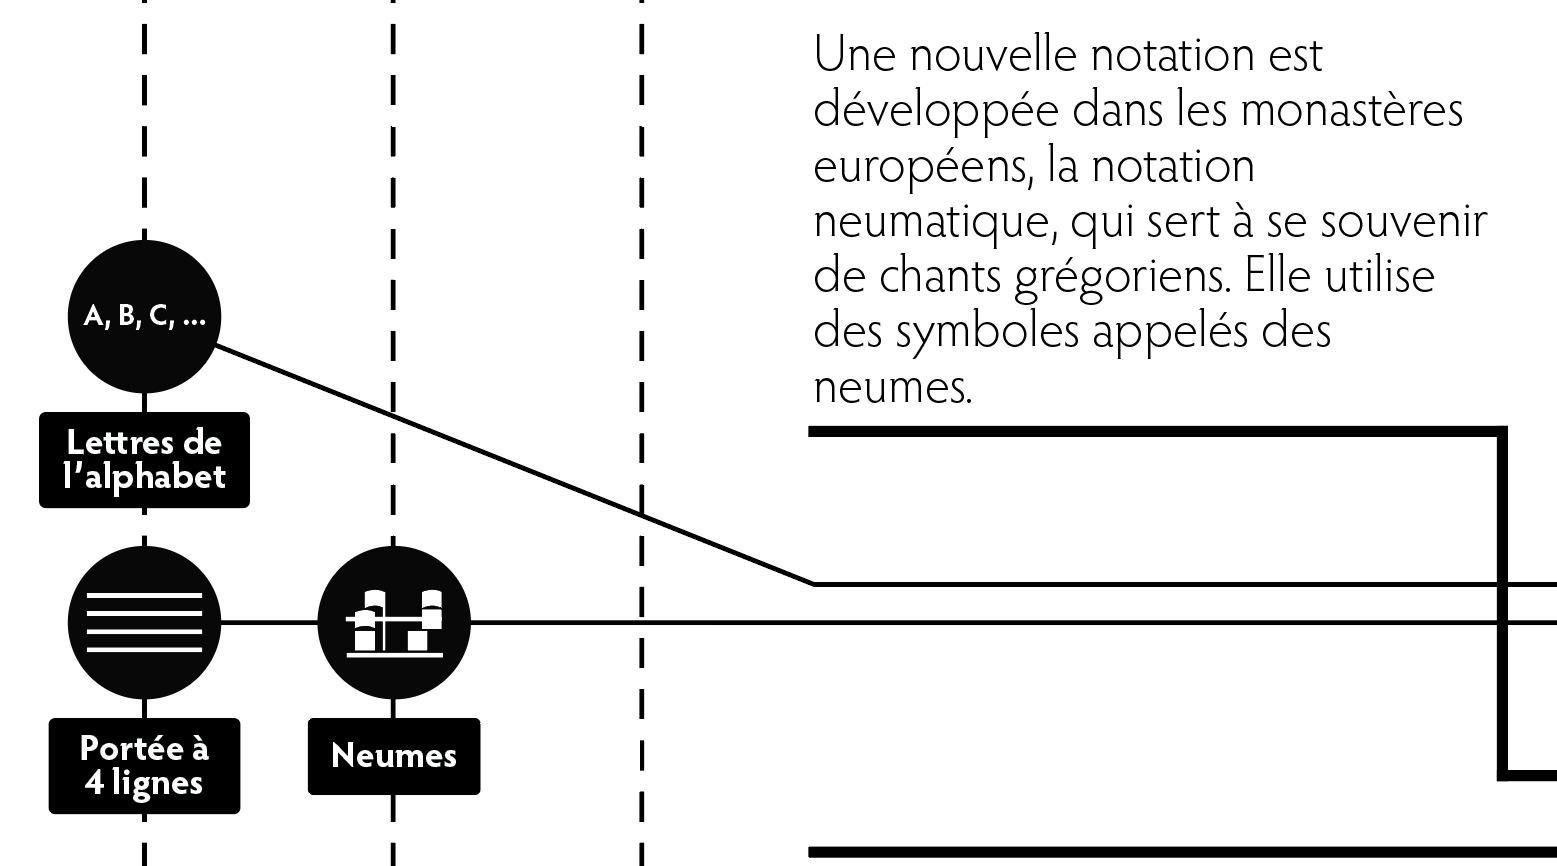 Une nouvelle notation est
développée dans les monastères
européens, la notation
neumatique, qui sert à se souvenir
de chants grégoriens. Elle utilise
des symboles appelés des
neumes.
A, B, C, ...
Lettres de
l'alphabet
Portée à
4 lignes
Neumes